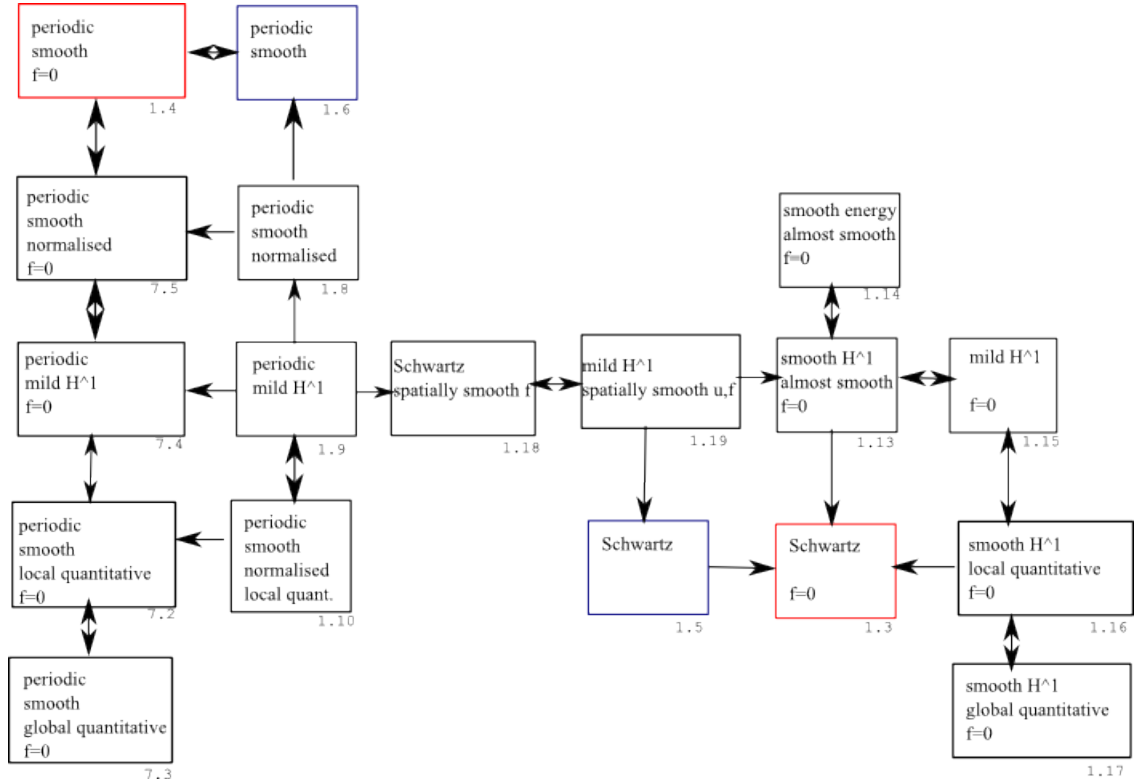 periodic
smooth
f=0
1.4
periodic
smooth
1.6
periodic
smooth
normalised
f=0
7.5
periodic
smooth
normalised
1.8
smooth energy
almost smooth
f=0
1.14
periodic
mild H^1
f=0
7.4
periodic
mild H^1
1.9
Schwartz
spatially smooth f
1.18
mild H^1
spatially smooth u,f
1.19
smooth H^1
almost smooth
f=0
1.13
mild H^1
f=0
1.15
periodic
smooth
local quantitative
f=0
7.2
periodic
smooth
normalised
local quant.
1.10
Schwartz
1.5
Schwartz
f=0
1.3
smooth H^1
local quantitative
f=0
1.16
periodic
smooth
global quantitative
f=0
7.3
smooth H^1
global quantitative
f=0
1.17